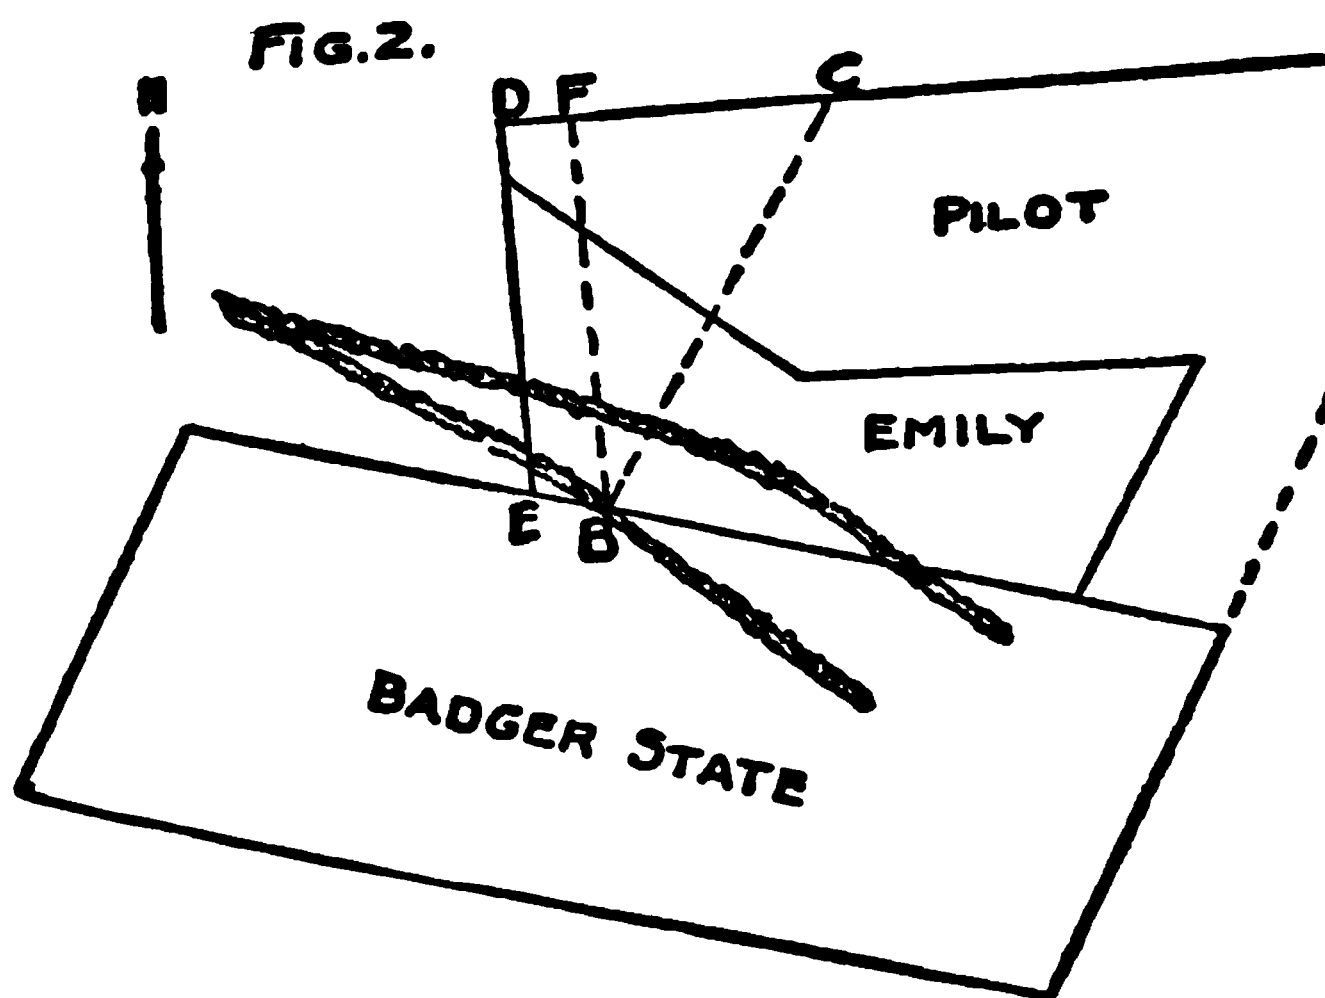 FIG. 2.
N
D F C
PILOT
EMILY
E B
BADGER STATE